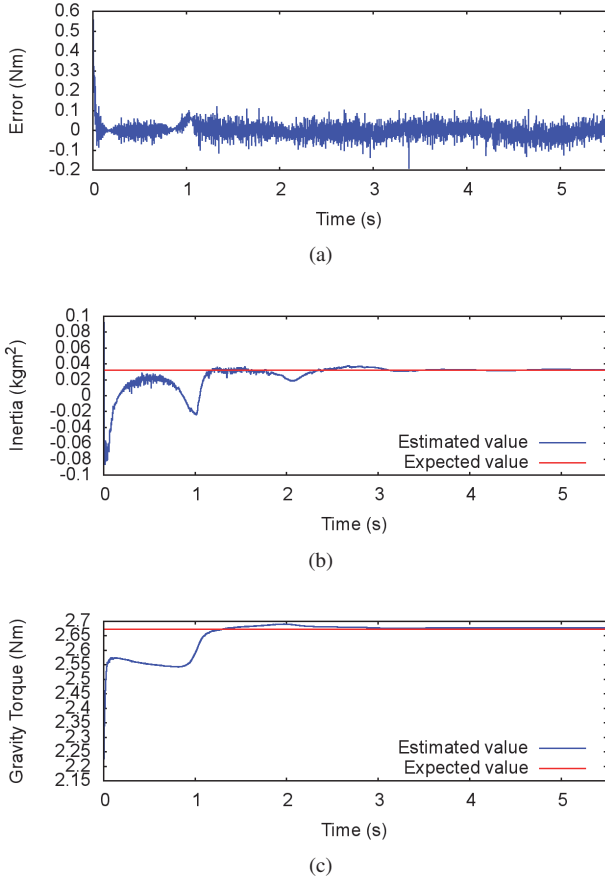 0.6
0.5
0.4
0.3
0.2
0.1
0
-0.1
-0.2
Error (Nm)
0 1 2 3 4 5
Time (s)
(a)
0.1
0.08
0.06
0.04
0.02
0
-0.02
-0.04
-0.06
-0.08
-0.1
Inertia (kgm²)
Estimated value
Expected value
0 1 2 3 4 5
Time (s)
(b)
2.7
2.65
2.6
2.55
2.5
2.45
2.4
2.35
2.3
2.25
2.2
2.15
Gravity Torque (Nm)
Estimated value
Expected value
0 1 2 3 4 5
Time (s)
(c)